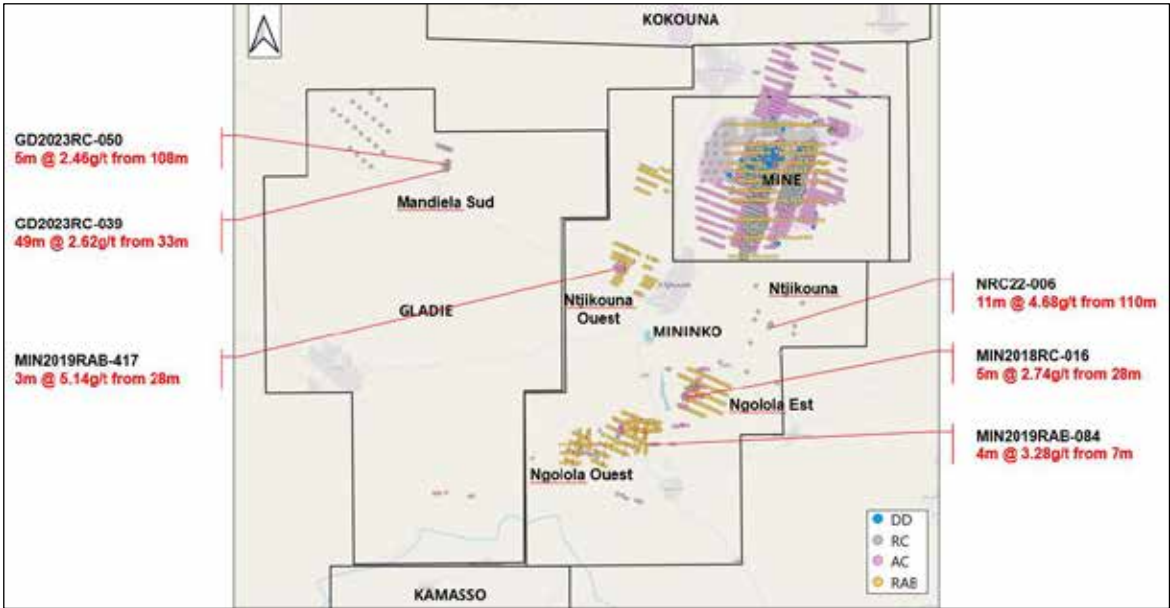 KOKOUNA
GD2023RC-050
5m @ 2.46g/t from 108m
MINE
Mandiela Sud
GD2023RC-039
49m @ 2.62g/t from 33m
NRC22-006
11m @ 4.68g/t from 110m
Ntjikouna
Ntjikouna
Ouest
GLADIE
MININKO
MIN2019RAB-417
3m @ 5.14g/t from 28m
MIN2018RC-016
5m @ 2.74g/t from 28m
Ngolola Est
MIN2019RAB-084
4m @ 3.28g/t from 7m
Ngolola Ouest
DD
RC
AC
RAB
KAMASSO